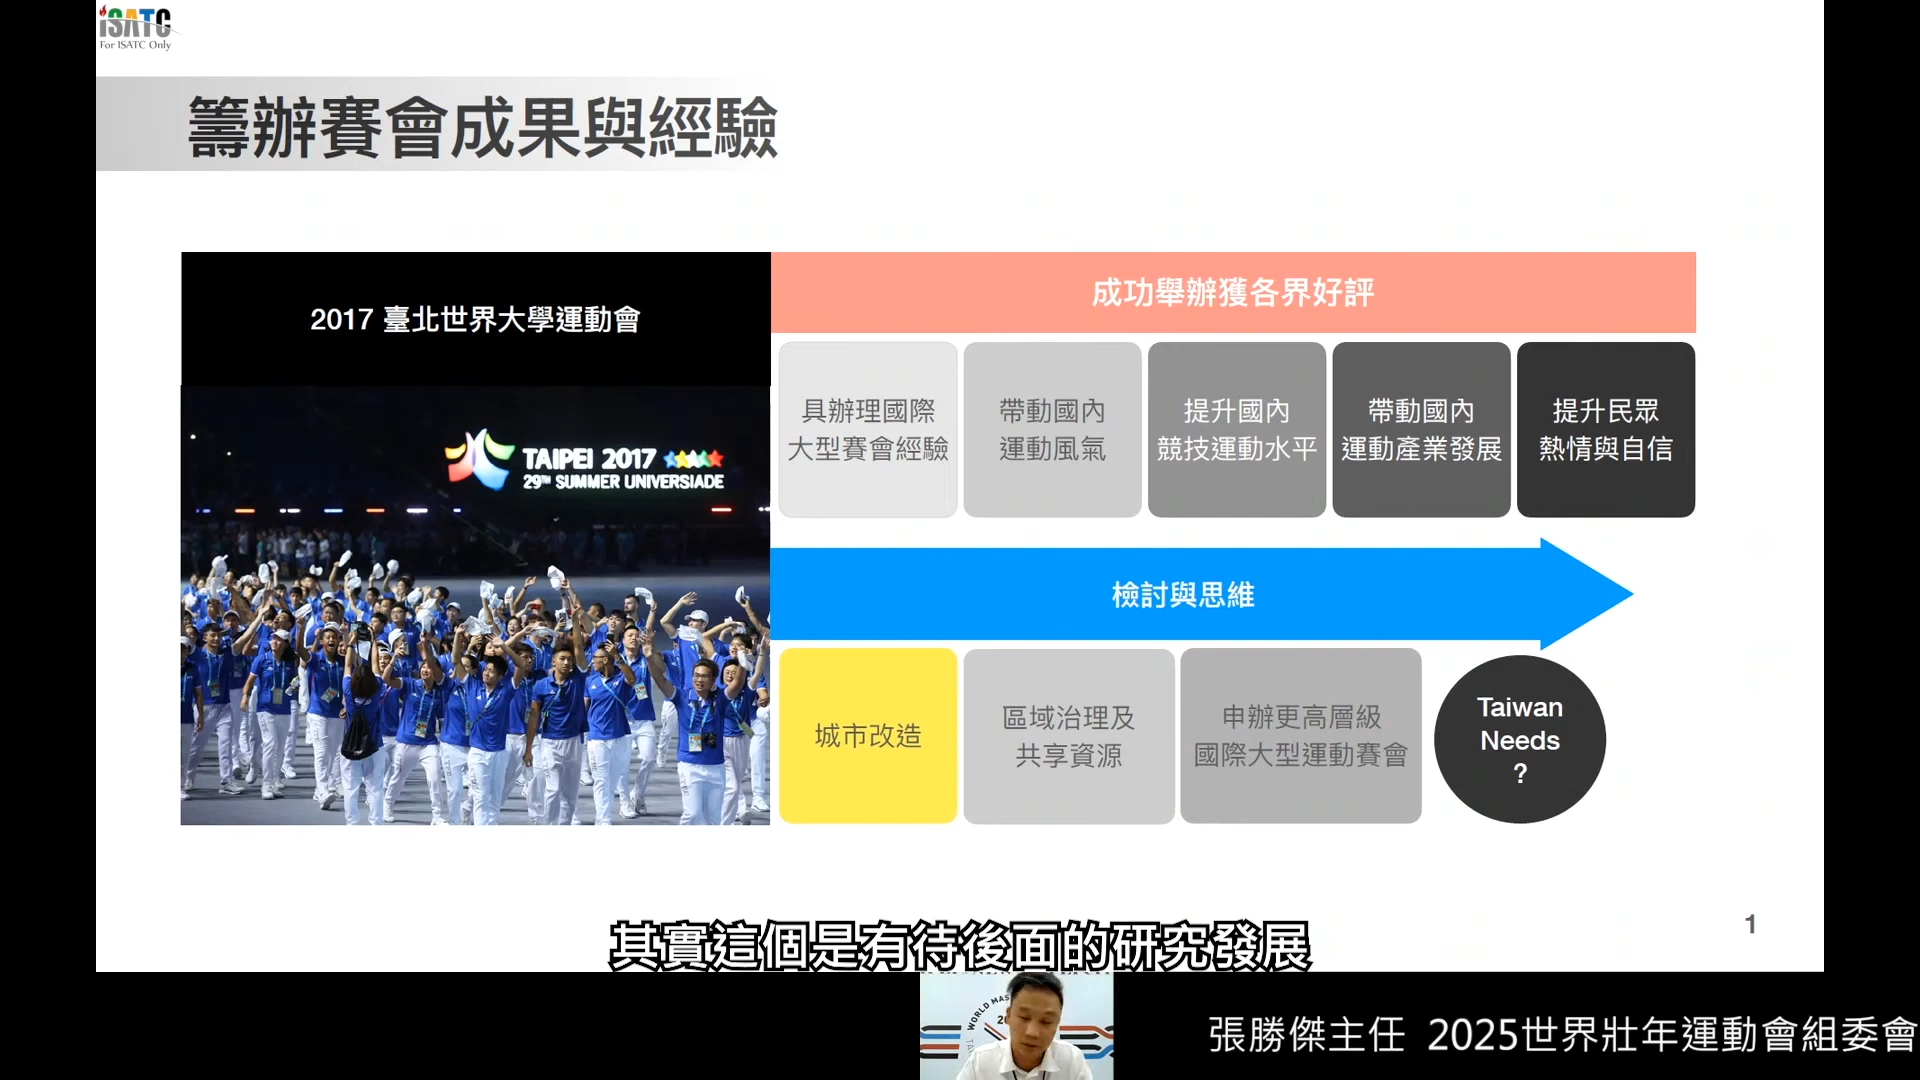 iSATC
For ISATC Only
籌辦賽會成果與經驗
2017 臺北世界大學運動會
TAIPEI 2017
29TH SUMMER UNIVERSIADE
成功舉辦獲各界好評
具辦理國際
大型賽會經驗
帶動國內
運動風氣
提升國內
競技運動水平
帶動國內
運動產業發展
提升民眾
熱情與自信
檢討與思維
城市改造
區域治理及
共享資源
申辦更高層級
國際大型運動賽會
Taiwan
Needs
?
1
其實這個是有待後面的研究發展
WORLD MAS
張勝傑主任 2025世界壯年運動會組委會